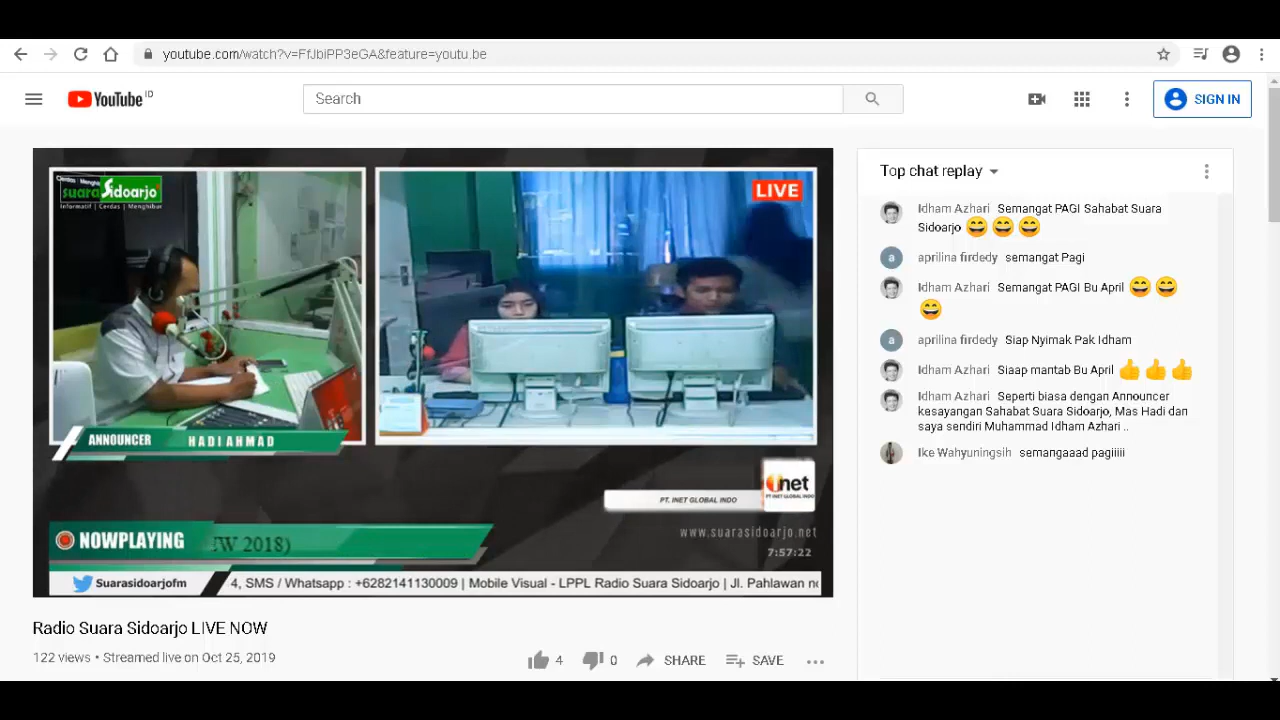 youtube.com/watch?v=FfJbiPP3eGA&feature=youtu.be
YouTube ID
Search
SIGN IN
suara Sidoarjo
Informatif | Cerdas | Menghibur
LIVE
ANNOUNCER HADI AHMAD
inet
PT. INET GLOBAL INDO
PT. INET GLOBAL INDO
www.suarasidoarjo.net
NOWPLAYING 2018)
7:57:22
Suarasidoarjofm 4, SMS / Whatsapp : +6282141130009 | Mobile Visual - LPPL Radio Suara Sidoarjo | Jl. Pahlawan
Radio Suara Sidoarjo LIVE NOW
122 views • Streamed live on Oct 25, 2019
4 0 SHARE SAVE
Top chat replay
Idham Azhari Semangat PAGI Sahabat Suara
Sidoarjo 😄😄😄
a aprilina firdedy semangat Pagi
Idham Azhari Semangat PAGI Bu April 😄😄
😄
a aprilina firdedy Siap Nyimak Pak Idham
Idham Azhari Siaap mantab Bu April 👍👍👍
Idham Azhari Seperti biasa dengan Announcer
kesayangan Sahabat Suara Sidoarjo, Mas Hadi dan
saya sendiri Muhammad Idham Azhari ..
Ike Wahyuningsih semangaaad pagiiiii